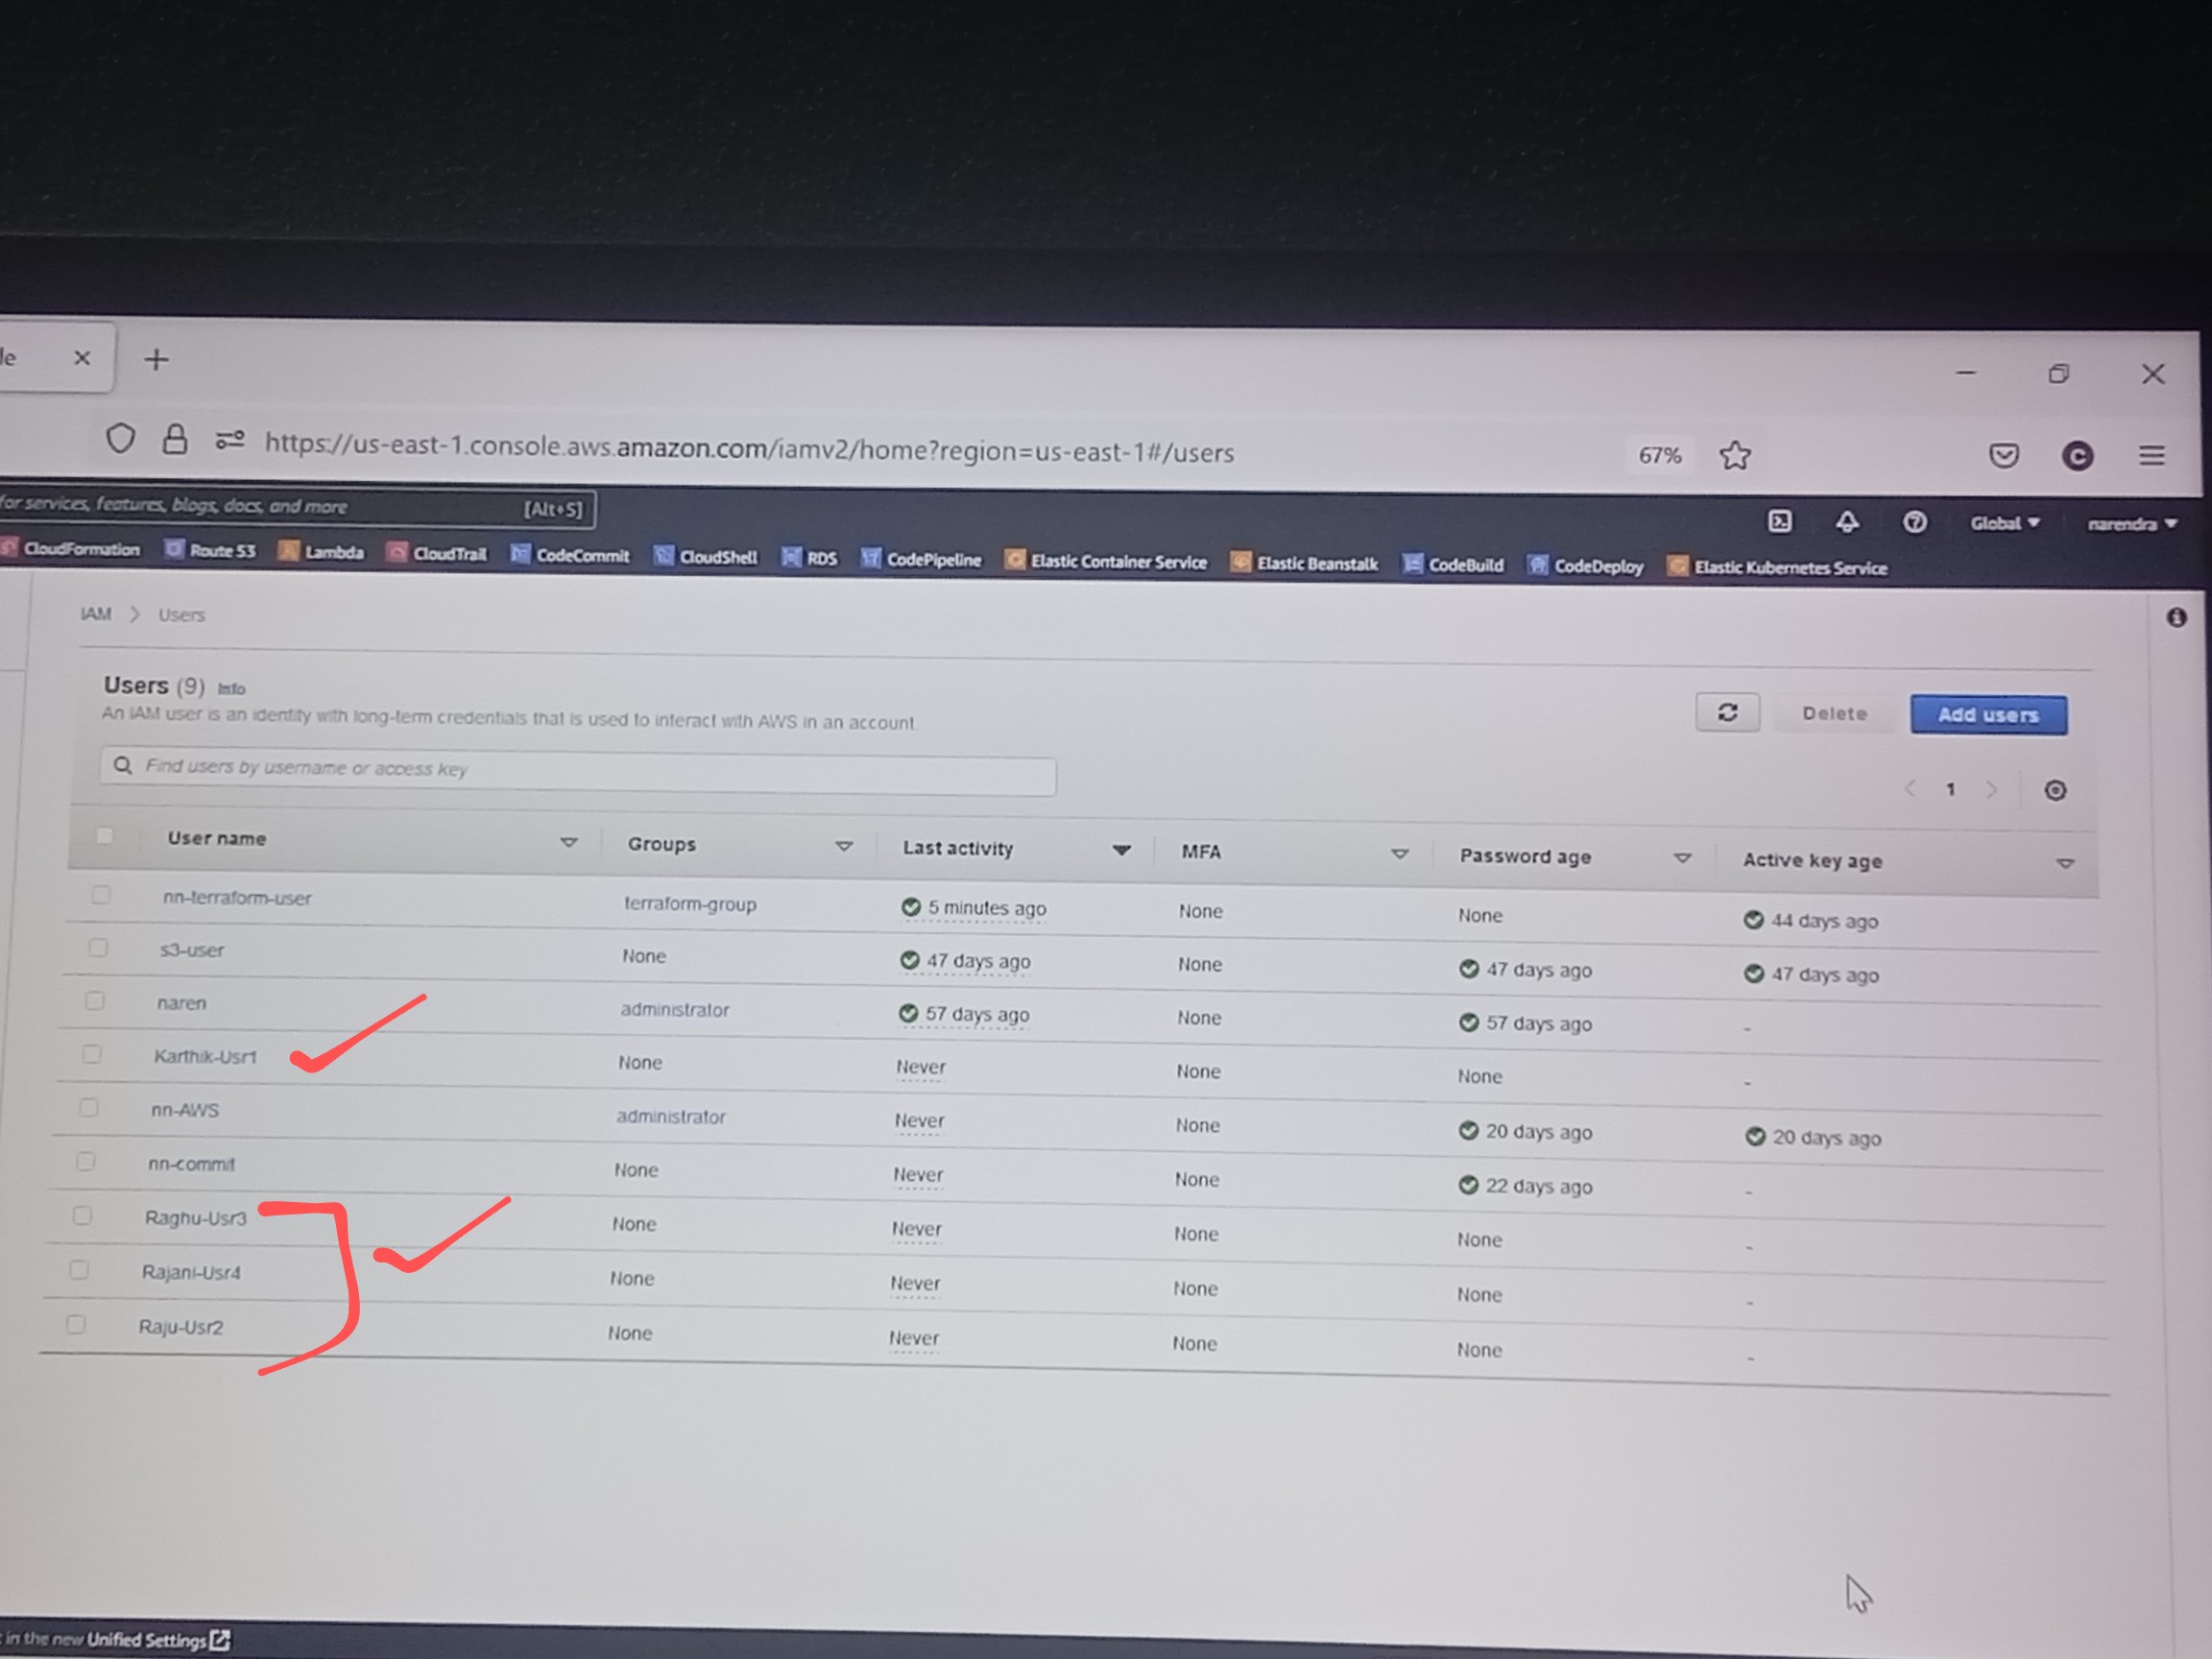 le
https://us-east-1.console.aws.amazon.com/iamv2/home?region=us-east-1#/users 67%
for services, features, blogs, docs, and more [Alt+S] Global narendra
CloudFormation Route 53 Lambda CloudTrail CodeCommit CloudShell RDS CodePipeline Elastic Container Service Elastic Beanstalk CodeBuild CodeDeploy Elastic Kubernetes Service
IAM > Users
Users (9) Info
An IAM user is an identity with long-term credentials that is used to interact with AWS in an account.
Delete Add users
Find users by username or access key
1
User name Groups Last activity MFA Password age Active key age
nn-terraform-user terraform-group 5 minutes ago None None 44 days ago
s3-user None 47 days ago None 47 days ago 47 days ago
naren administrator 57 days ago None 57 days ago -
Karthik-Usr1 None Never None None -
nn-AWS administrator Never None 20 days ago 20 days ago
nn-commit None Never None 22 days ago -
Raghu-Usr3 None Never None None -
Rajani-Usr4 None Never None None -
Raju-Usr2 None Never None None -
in the new Unified Settings